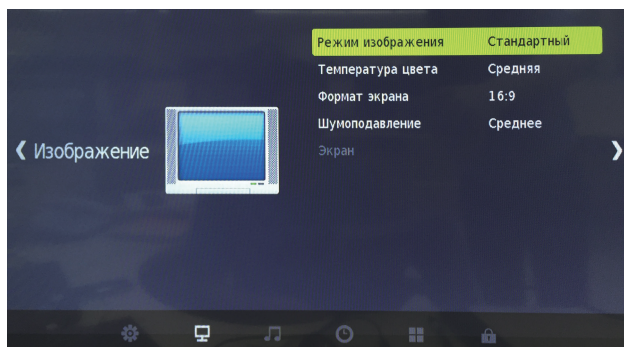 Режим изображения Стандартный
Температура цвета Средняя
Формат экрана 16:9
Шумоподавление Среднее
Экран
Изображение